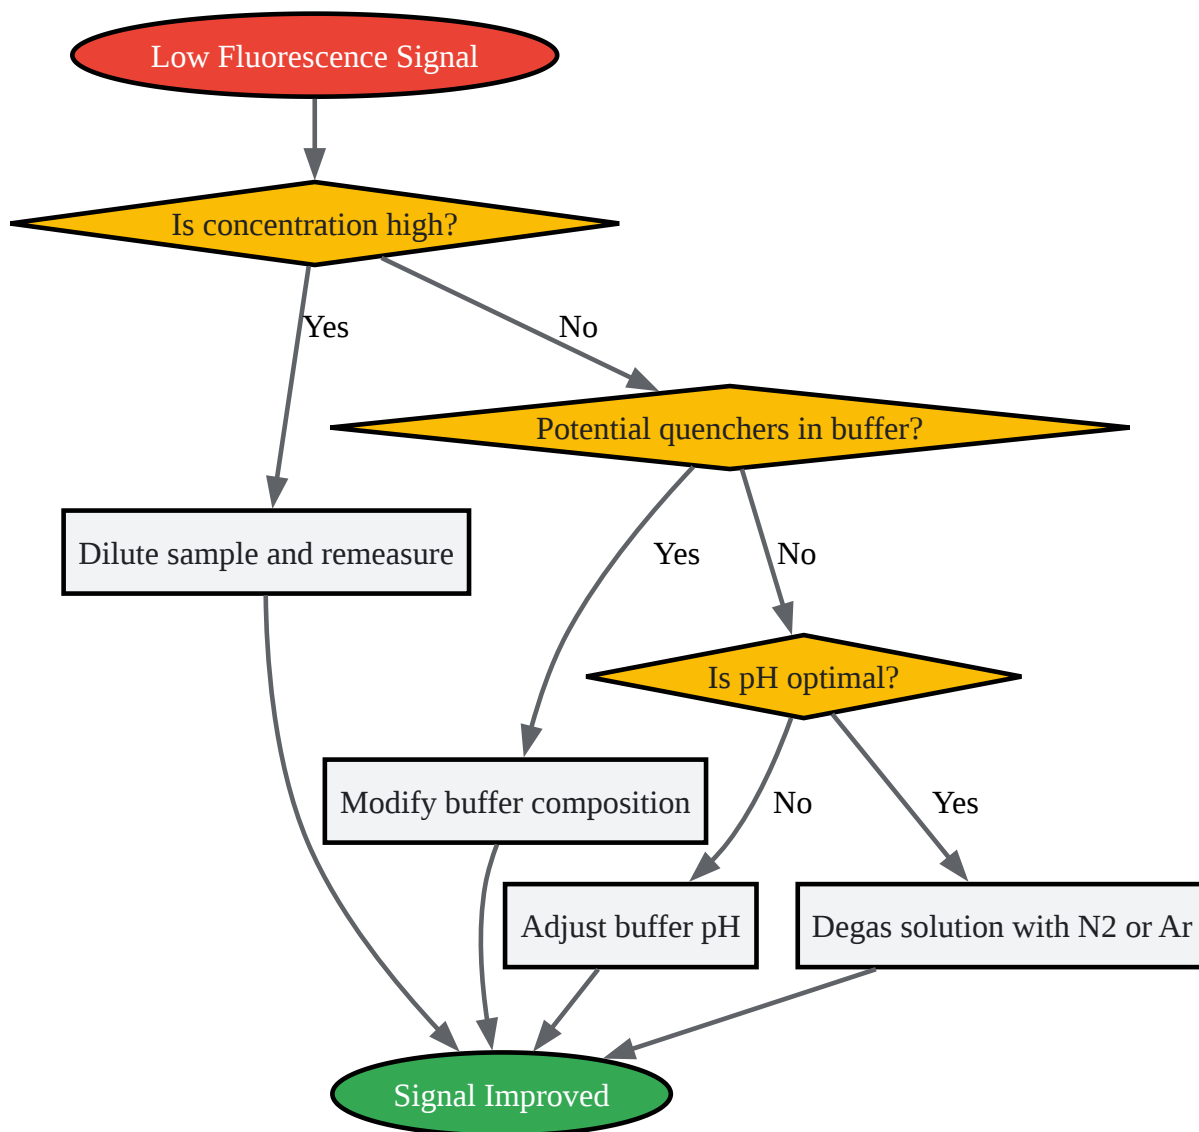 Low Fluorescence Signal
Is concentration high?
Yes
No
Potential quenchers in buffer?
Dilute sample and remeasure
Yes
No
Is pH optimal?
Modify buffer composition
No
Yes
Adjust buffer pH
Degas solution with N2 or Ar
Signal Improved